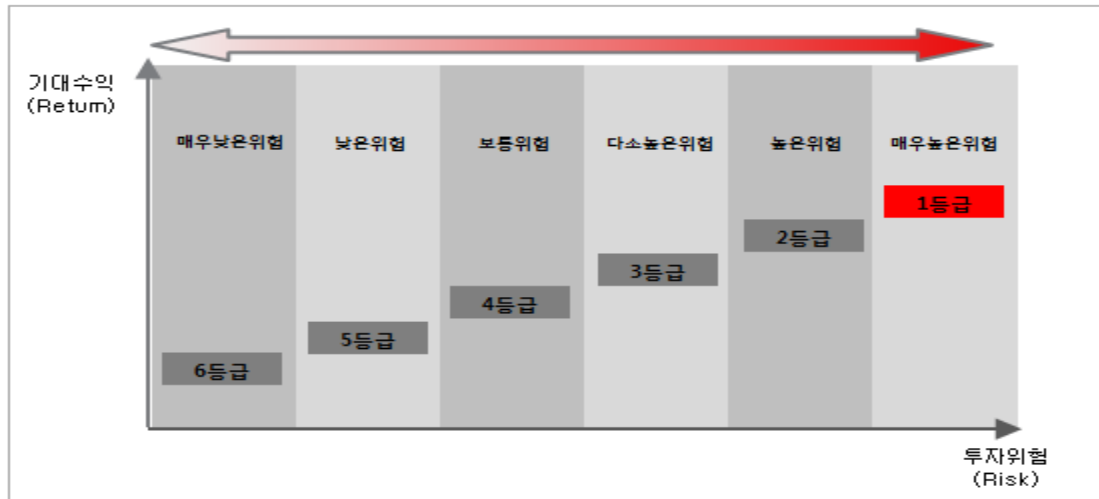 기대수익
(Retum)
매우낮은위험
낮은위험
보통위험
다소높은위험
높은위험
매우높은위험
1등급
2등급
3등급
4등급
5등급
6등급
투자위험
(Risk)